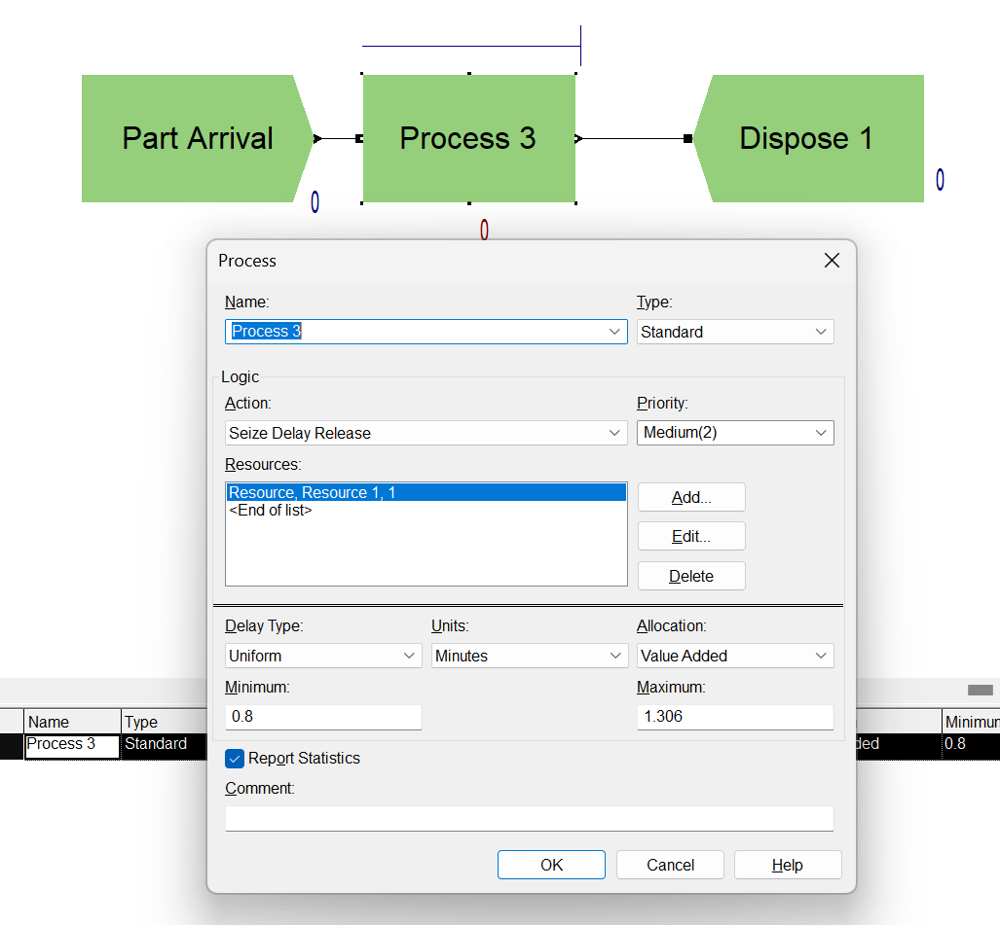 Part Arrival
Process 3
Dispose 1
0
0
0
Process
Name:
Type:
Process 3
Standard
Logic
Action:
Priority:
Seize Delay Release
Medium(2)
Resources:
Resource, Resource 1, 1
<End of list>
Add...
Edit...
Delete
Delay Type:
Units:
Allocation:
Uniform
Minutes
Value Added
Minimum:
Maximum:
0.8
1.306
Name Type Minimum
Process 3 Standard ded 0.8
Report Statistics
Comment:
OK
Cancel
Help